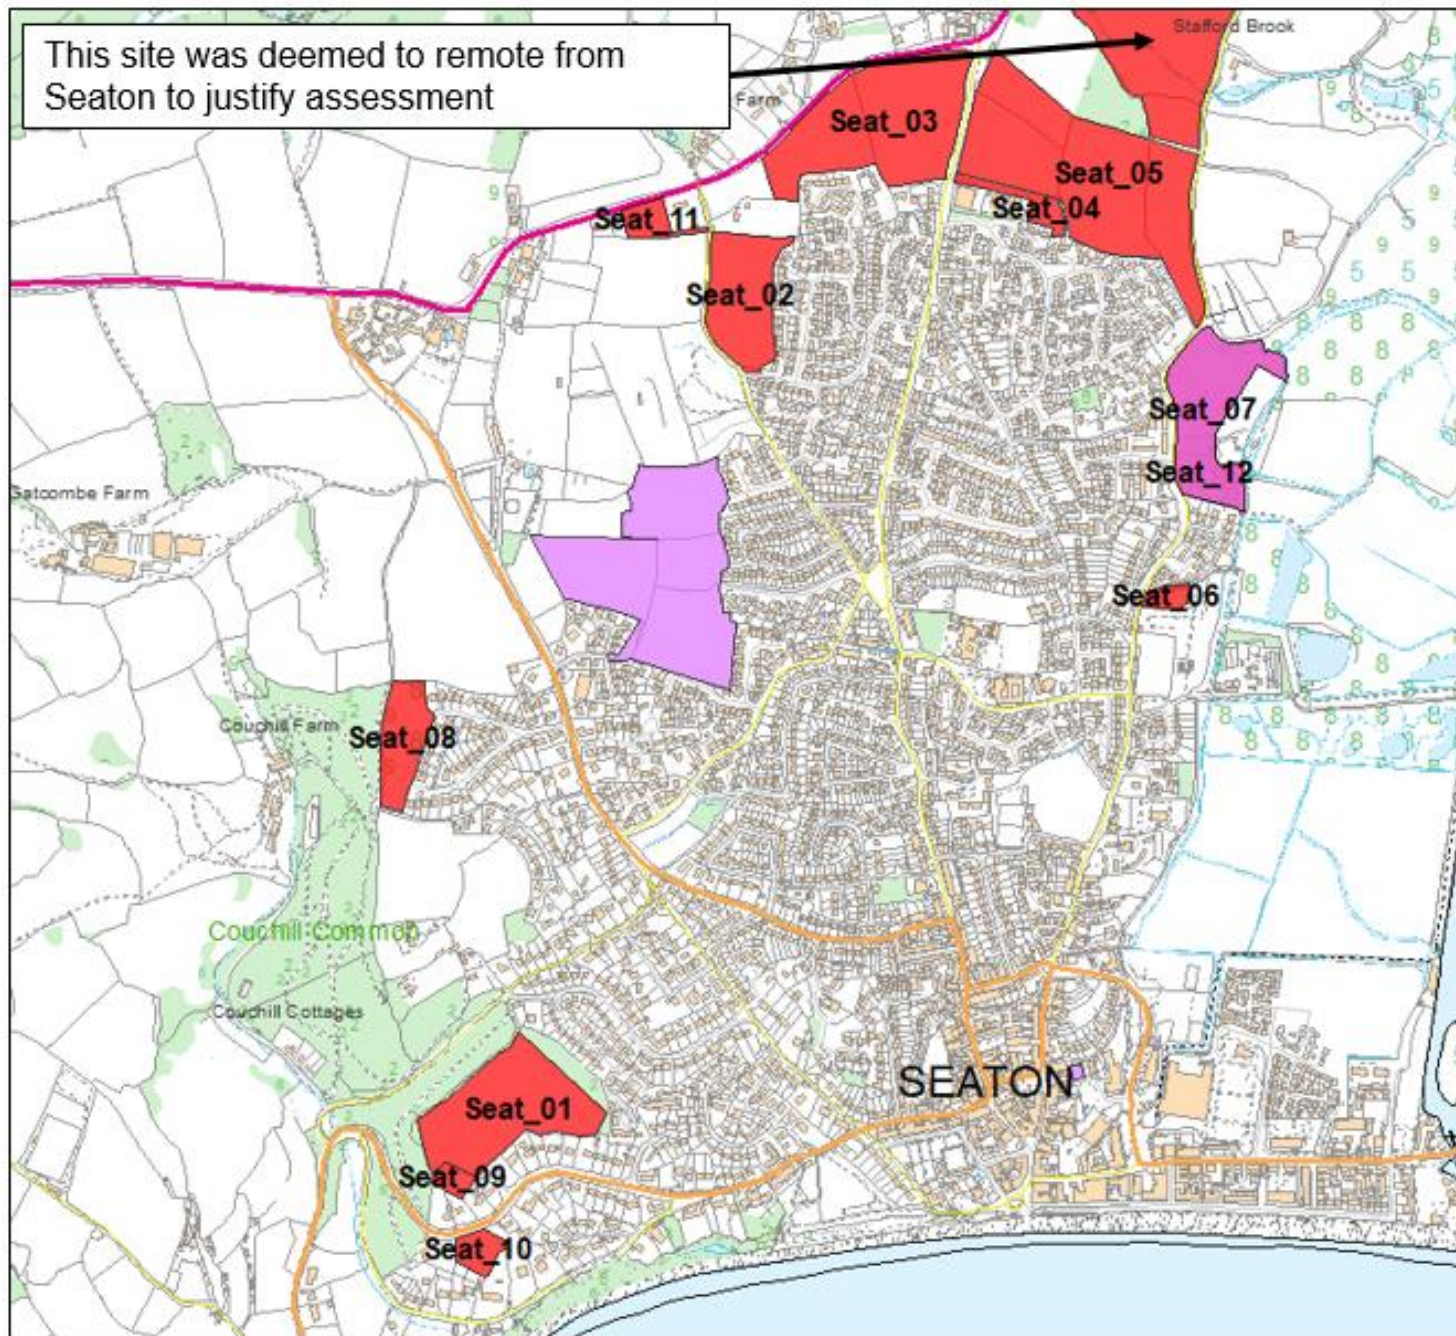 This site was deemed to remote from
Seaton to justify assessment
Stafford Brook
Farm
Seat_03
Seat_05
Seat_04
Seat_11
Seat_02
Seat_07
Seat_12
Gatcombe Farm
Seat_06
Couchill Farm
Seat_08
Couchill Common
Couchill Cottages
SEATON
Seat_01
Seat_09
Seat_10